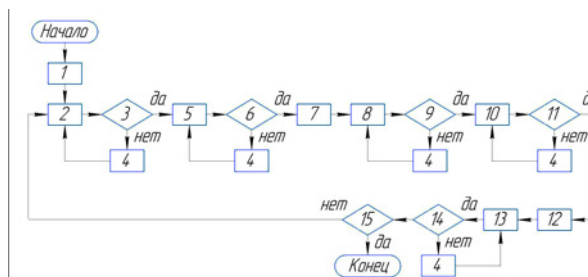 Начало
1
да да да да
2 3 5 6 7 8 9 10 11
нет нет нет нет
4 4 4 4
нет да
15 14 13 12
да нет
Конец 4